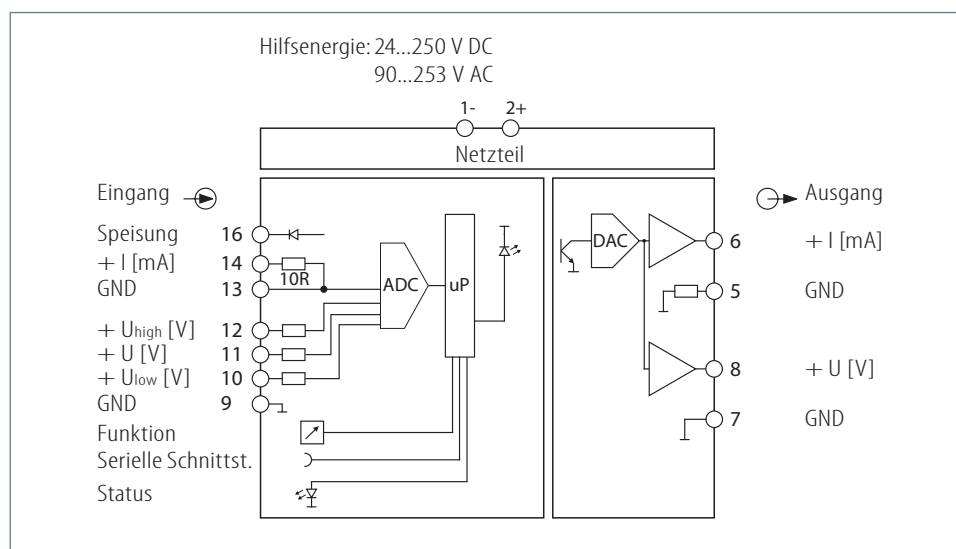 Hilfsenergie: 24...250 V DC
90...253 V AC
1- 2+
Netzteil
Eingang
Ausgang
Speisung 16
+ I [mA] 14
10R
GND 13
ADC
uP
DAC
6 + I [mA]
5 GND
+ Uhigh [V] 12
+ U [V] 11
+ Ulow [V] 10
GND 9
8 + U [V]
7 GND
Funktion
Serielle Schnittst.
Status